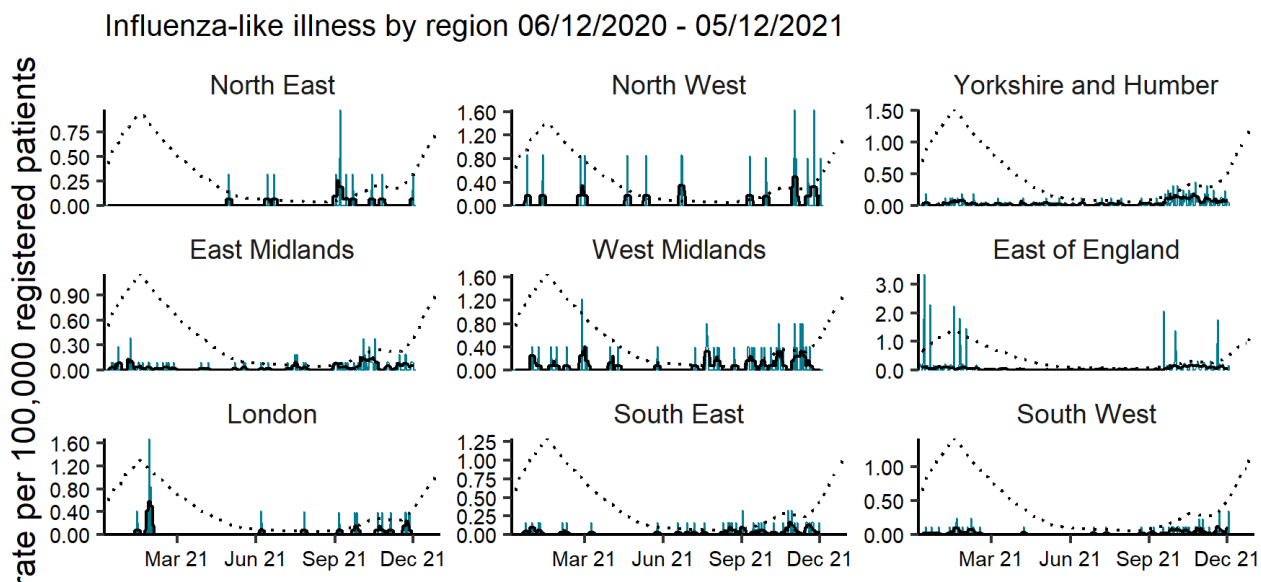 Influenza-like illness by region 06/12/2020 - 05/12/2021
rate per 100,000 registered patients
North East
0.75
0.50
0.25
0.00
North West
1.60
1.20
0.80
0.40
0.00
Yorkshire and Humber
1.50
1.00
0.50
0.00
East Midlands
0.90
0.60
0.30
0.00
West Midlands
1.60
1.20
0.80
0.40
0.00
East of England
3.0
2.0
1.0
0.0
London
1.60
1.20
0.80
0.40
0.00
Mar 21 Jun 21 Sep 21 Dec 21
South East
1.25
1.00
0.75
0.50
0.25
0.00
Mar 21 Jun 21 Sep 21 Dec 21
South West
1.00
0.50
0.00
Mar 21 Jun 21 Sep 21 Dec 21